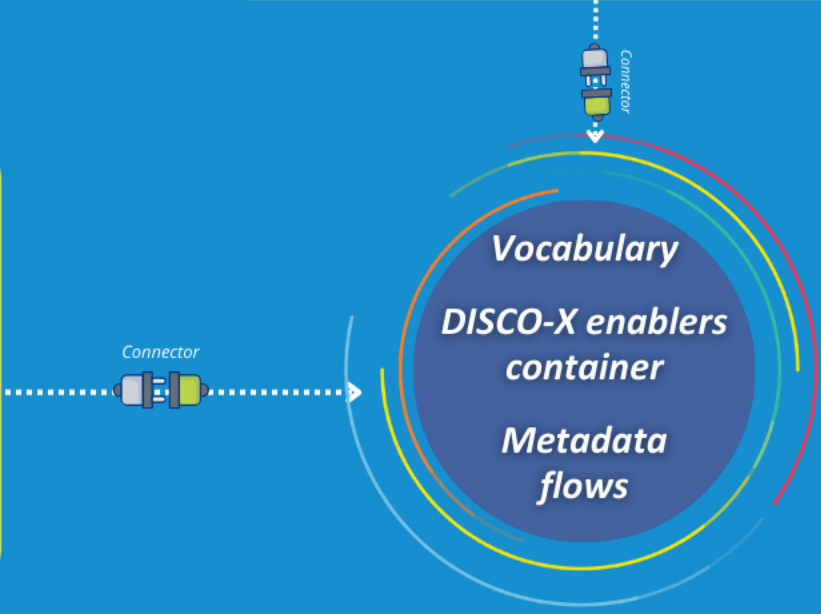 Connector
Connector
Vocabulary
DISCO-X enablers
container
Metadata
flows